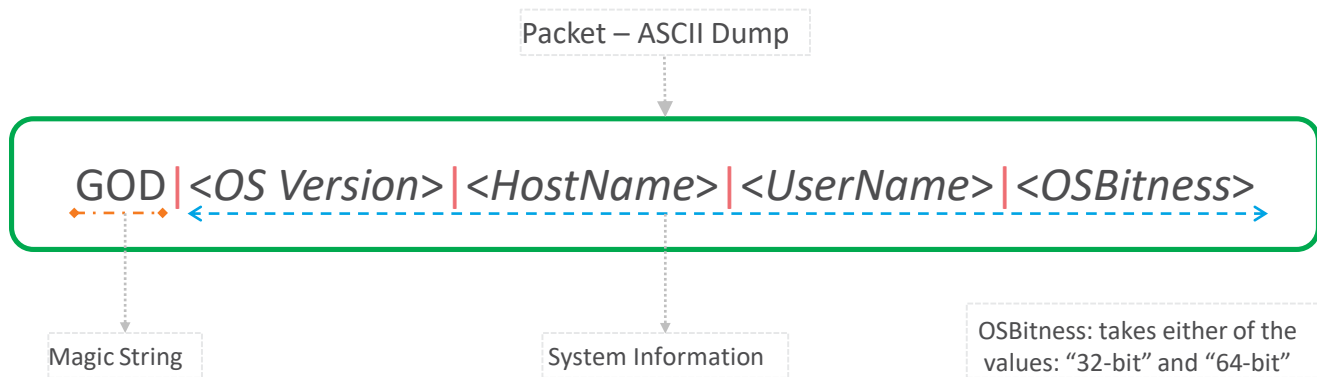 Packet – ASCII Dump
GOD|<OS Version>|<HostName>|<UserName>|<OSBitness>
Magic String
System Information
OSBitness: takes either of the
values: “32-bit” and “64-bit”